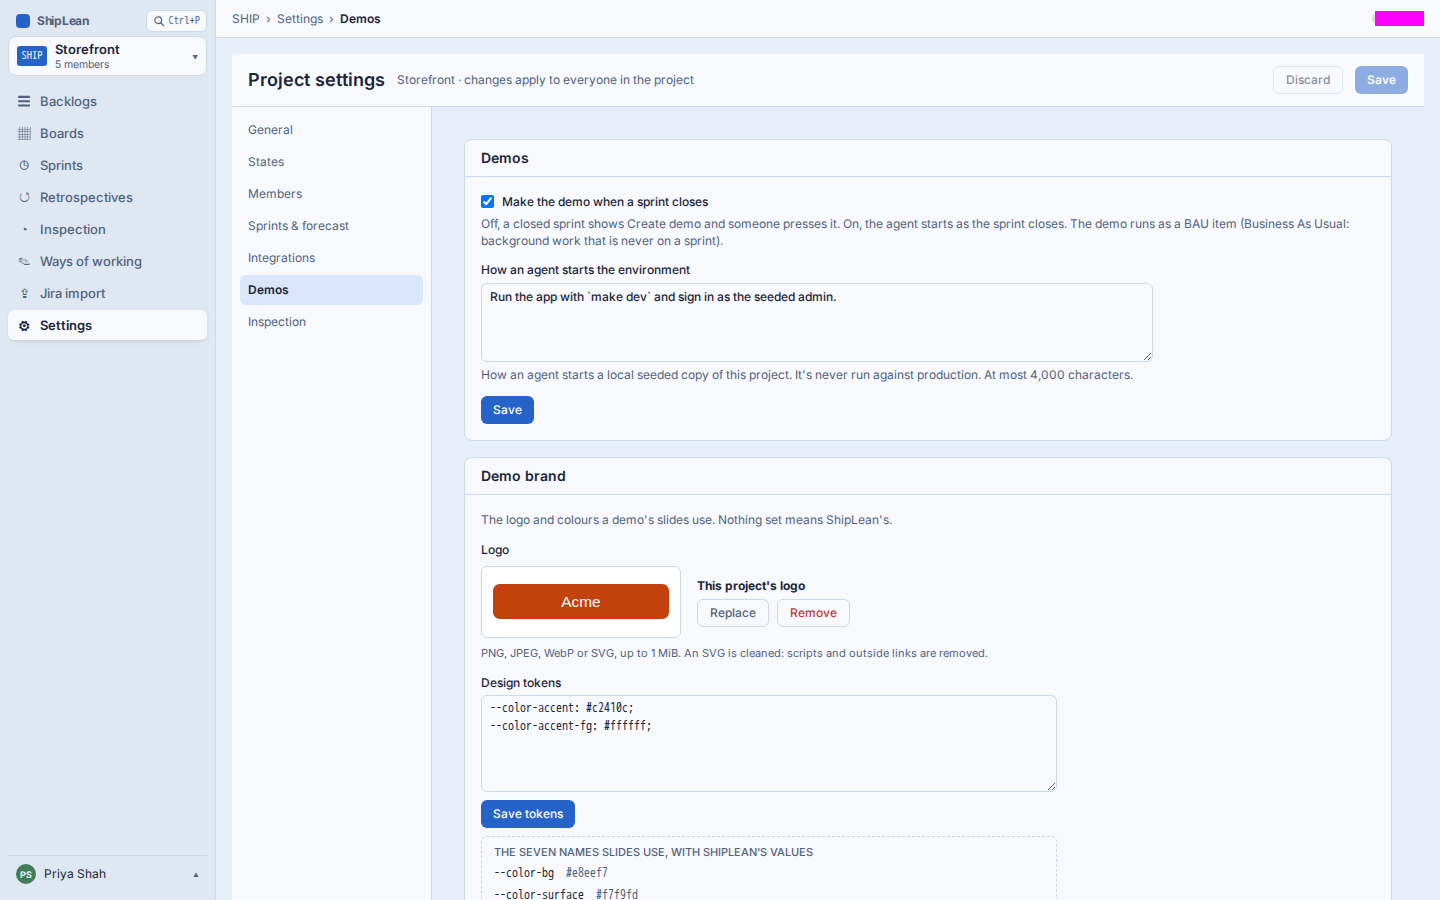 ShipLean
Ctrl+P
SHIP
Storefront
5 members
Backlogs
Boards
Sprints
Retrospectives
Inspection
Ways of working
Jira import
Settings
Priya Shah
PS
SHIP › Settings › Demos
Project settings
Storefront · changes apply to everyone in the project
Discard
Save
General
States
Members
Sprints & forecast
Integrations
Demos
Inspection
Demos
Make the demo when a sprint closes
Off, a closed sprint shows Create demo and someone presses it. On, the agent starts as the sprint closes. The demo runs as a BAU item (Business As Usual:
background work that is never on a sprint).
How an agent starts the environment
Run the app with `make dev` and sign in as the seeded admin.
How an agent starts a local seeded copy of this project. It's never run against production. At most 4,000 characters.
Save
Demo brand
The logo and colours a demo's slides use. Nothing set means ShipLean's.
Logo
Acme
This project's logo
Replace
Remove
PNG, JPEG, WebP or SVG, up to 1 MiB. An SVG is cleaned: scripts and outside links are removed.
Design tokens
--color-accent: #c2410c;
--color-accent-fg: #ffffff;
Save tokens
THE SEVEN NAMES SLIDES USE, WITH SHIPLEAN'S VALUES
--color-bg #e8eef7
--color-surface #f7f9fd